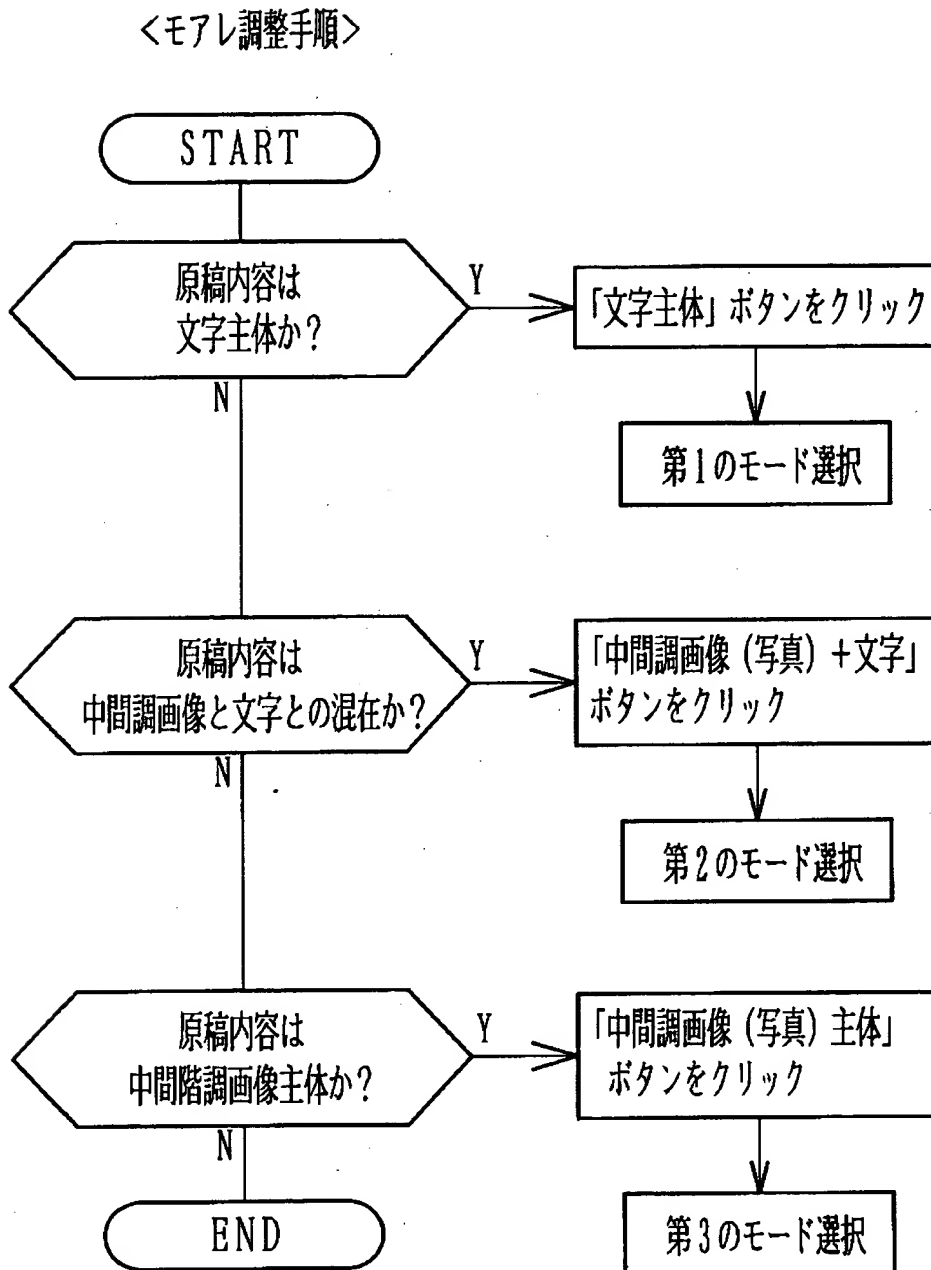 ＜モアレ調整手順＞
START
原稿内容は
文字主体か？
Y
「文字主体」ボタンをクリック
N
第1のモード選択
原稿内容は
中間調画像と文字との混在か？
Y
「中間調画像（写真）＋文字」
ボタンをクリック
N
第2のモード選択
原稿内容は
中間階調画像主体か？
Y
「中間調画像（写真）主体」
ボタンをクリック
N
第3のモード選択
END